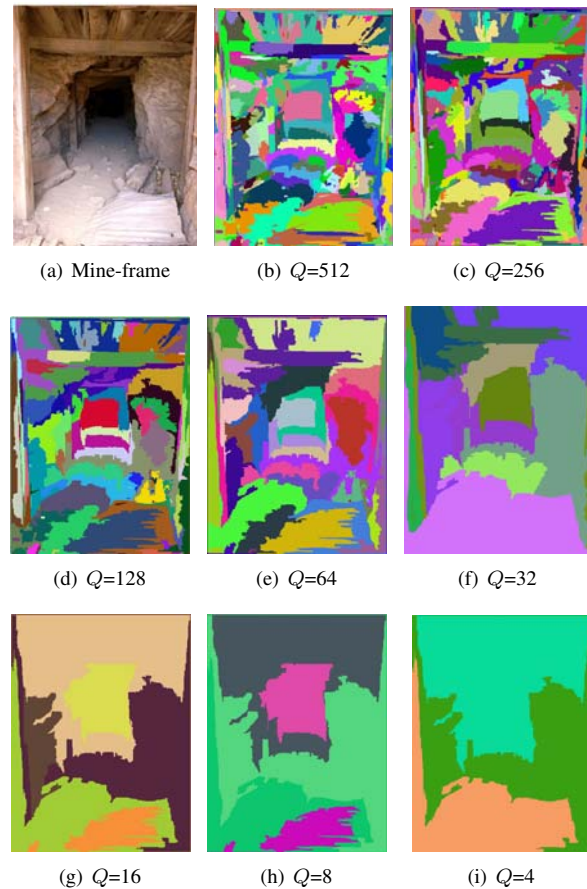 (a) Mine-frame
(b) Q=512
(c) Q=256
(d) Q=128
(e) Q=64
(f) Q=32
(g) Q=16
(h) Q=8
(i) Q=4